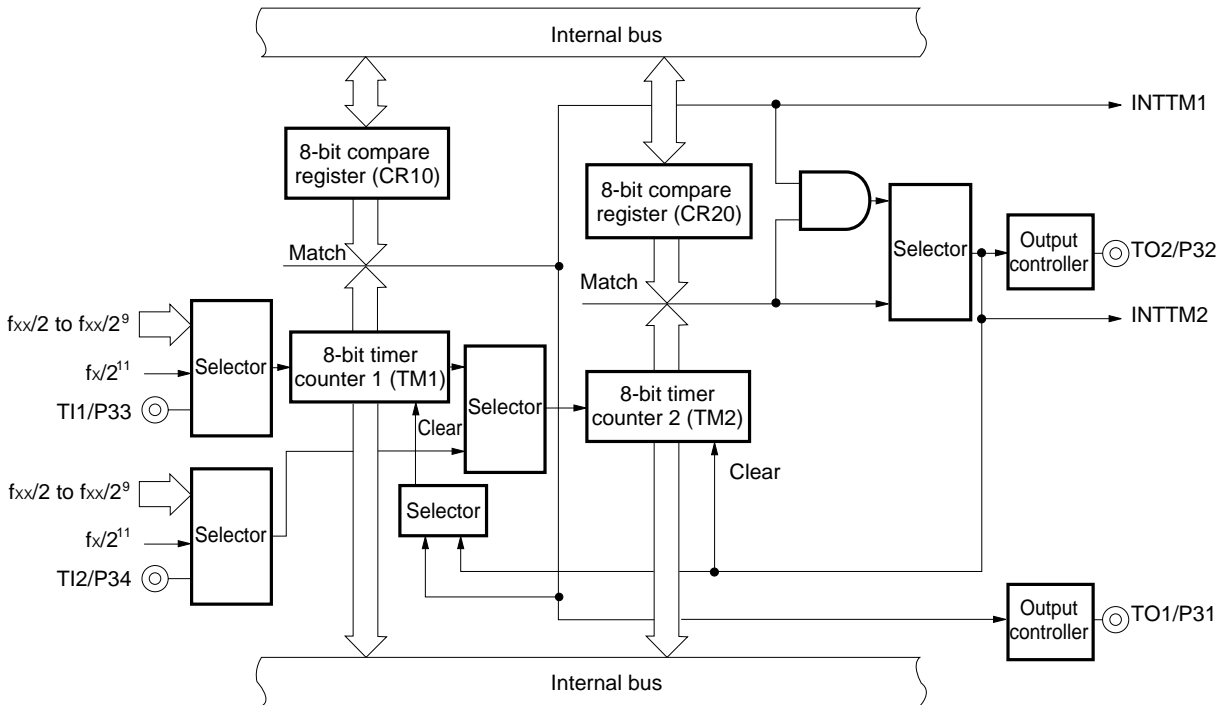 Internal bus
INTTM1
8-bit compare
register (CR10)
8-bit compare
register (CR20)
Selector
Output
controller
TO2/P32
Match
Match
INTTM2
fxx/2 to fxx/2⁹
fx/2¹¹
TI1/P33
Selector
8-bit timer
counter 1 (TM1)
Selector
8-bit timer
counter 2 (TM2)
Clear
Clear
fxx/2 to fxx/2⁹
fx/2¹¹
TI2/P34
Selector
Selector
Output
controller
TO1/P31
Internal bus